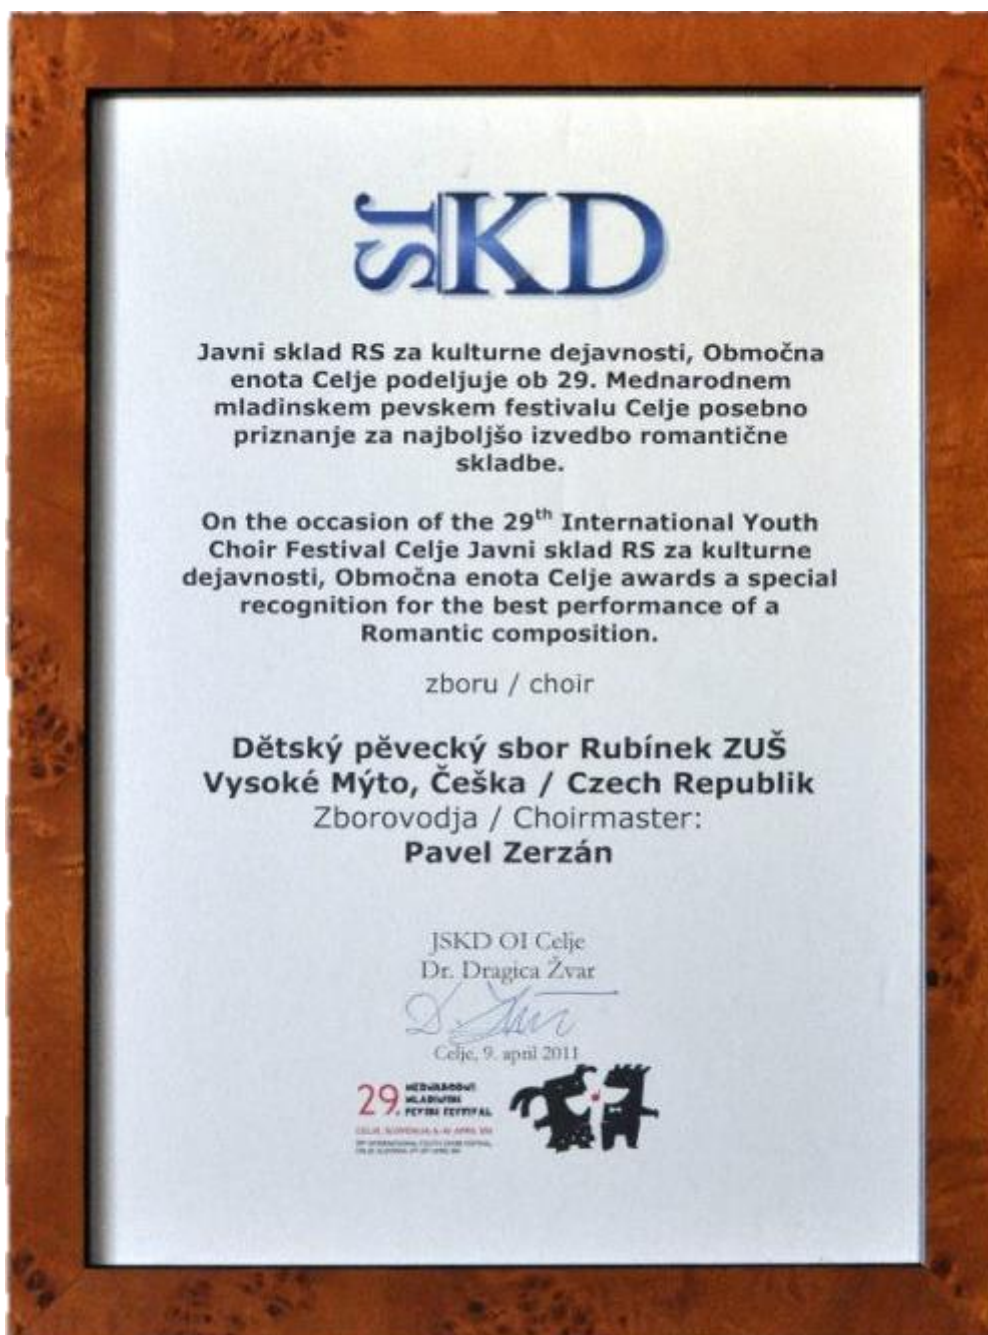 JSKD
Javni sklad RS za kulturne dejavnosti, Območna
enota Celje podeljuje ob 29. Mednarodnem
mladinskem pevskem festivalu Celje posebno
priznanje za najboljšo izvedbo romantične
skladbe.
On the occasion of the 29th International Youth
Choir Festival Celje Javni sklad RS za kulturne
dejavnosti, Območna enota Celje awards a special
recognition for the best performance of a
Romantic composition.
zboru / choir
Dětský pěvecký sbor Rubínek ZUŠ
Vysoké Mýto, Češka / Czech Republik
Zborovodja / Choirmaster:
Pavel Zerzán
JSKD OI Celje
Dr. Dragica Žvar
Celje, 9. april 2011
29. MEDNARODNI
MLADINSKI
PEVSKI FESTIVAL